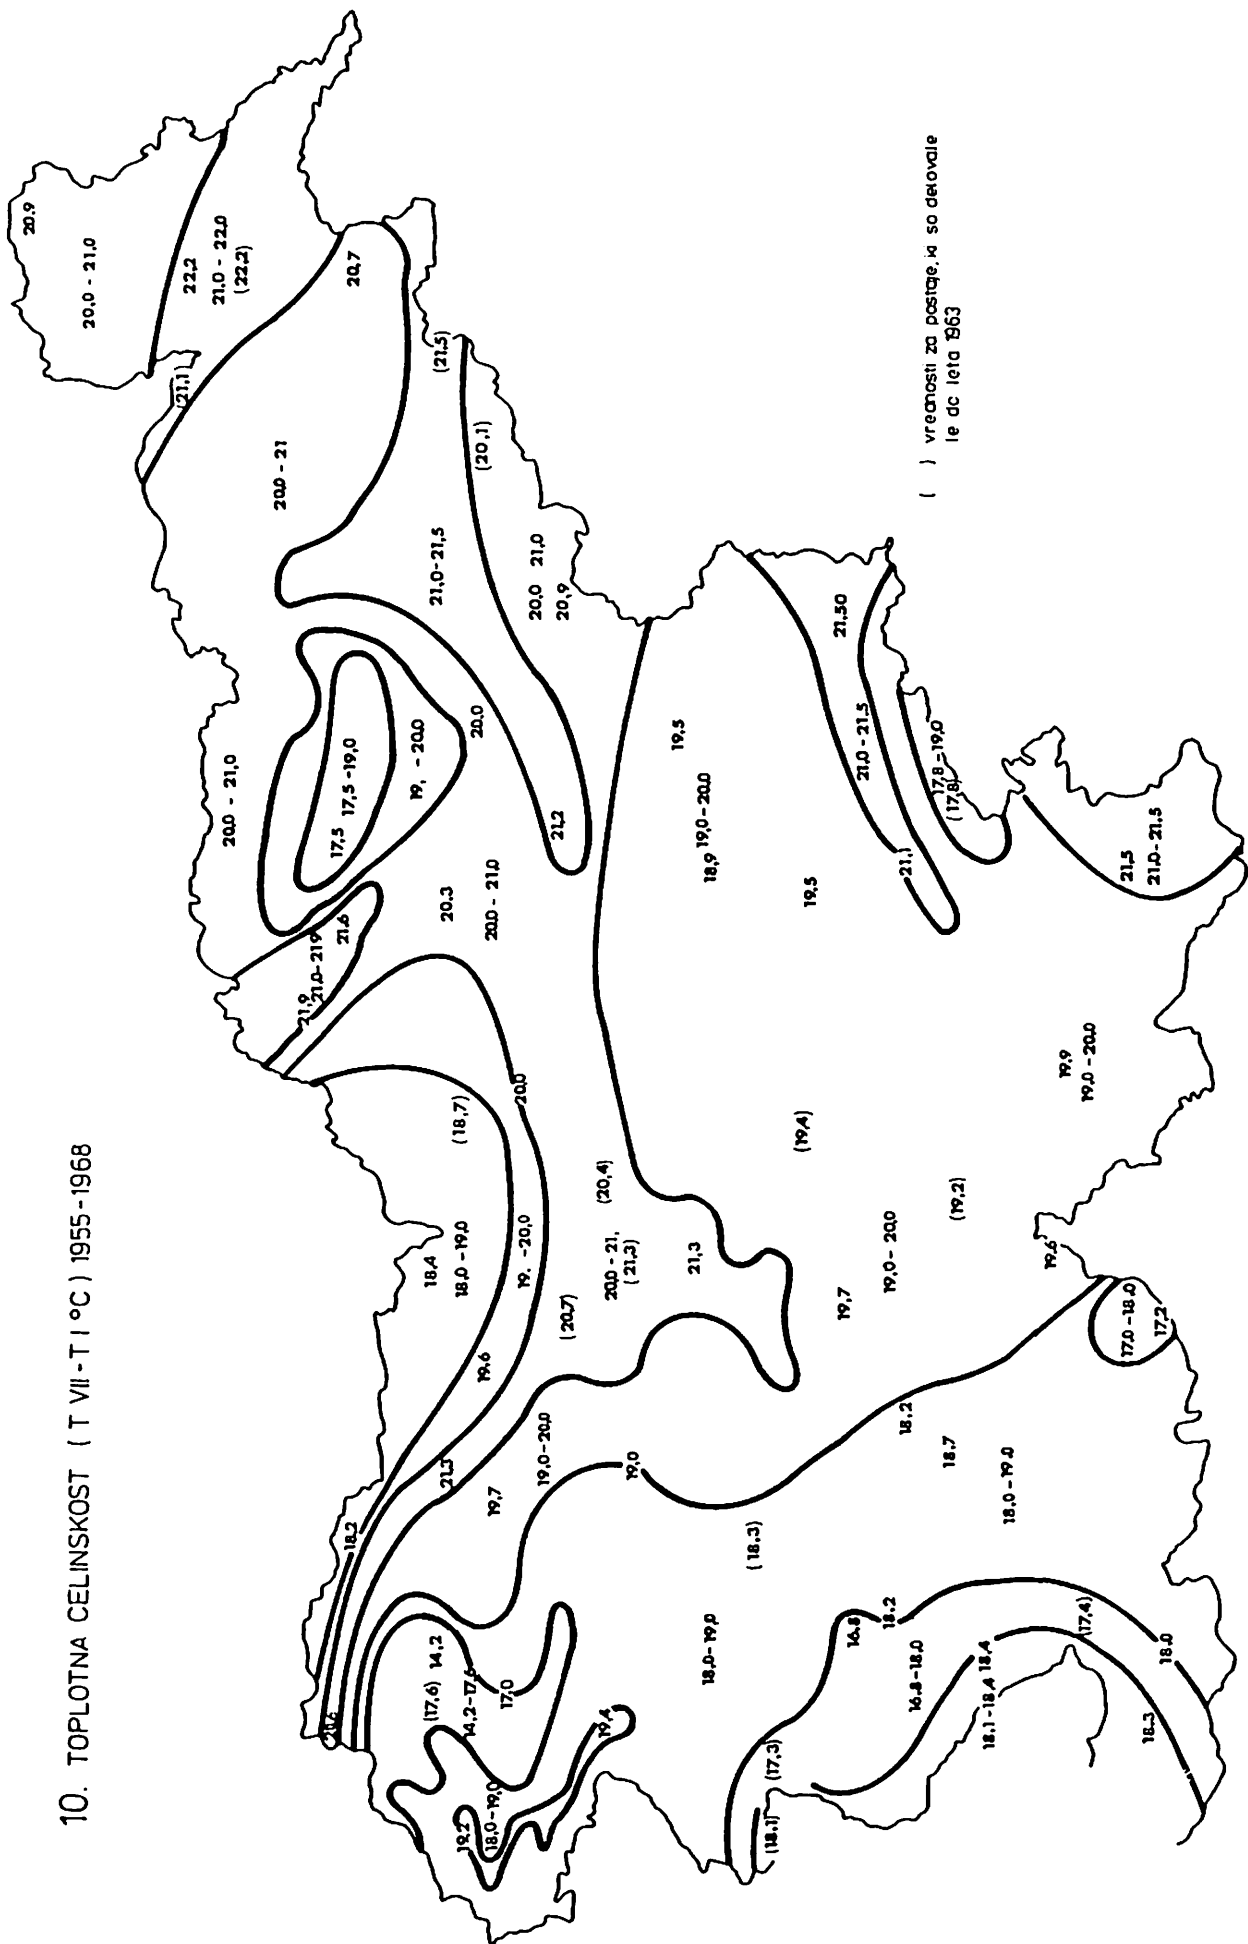 10. TOPLOTNA CELINSKOST ( T VII - T I °C ) 1955-1968
20.9
20.0 - 21.0
22.2
21.0 - 22.0
(22.2)
(21.1)
20.7
(21.5)
20.0 - 21
(20,1)
21.0-21,5
20.0 21.0
20,9
20.0 - 21,0
17,5 -19,0
17.5
19, - 20.0
20.0
21.2
20.3
20.0 - 21.0
21.6
21.0-21.9
21,9
20.0
(18,7)
18.4
18.0 - 19.0
19. -20,0
19.6
(20,4)
20.0 - 21,
(21,3)
21,3
(20,7)
19,5
19,0-20.0
18,9
19,5
21,50
21.0 - 21.5
21,1
17.8 - 19.0
(17,8)
21,5
21.0 - 21.5
(19,4)
19.9
19.0 - 20.0
(19,2)
19,0 - 20,0
19.7
19.6
17.0 - 18.0
17.2
21.3
19.0-20.0
19,7
19,0
18.2
18.2
18.7
18.0 - 19.0
(18.3)
18.0 - 19.0
20.6
14,2
(17,6)
14.2-17,6
17,0
19.2
18.0 - 19.0
19,4
16.8
18.2
16.8 - 18.0
18,4
18.1 - 18.4
(17,4)
18.0
18.3
(17,3)
(18.1)
( ) vrednosti za postaje, ki so delovale
le do leta 1963